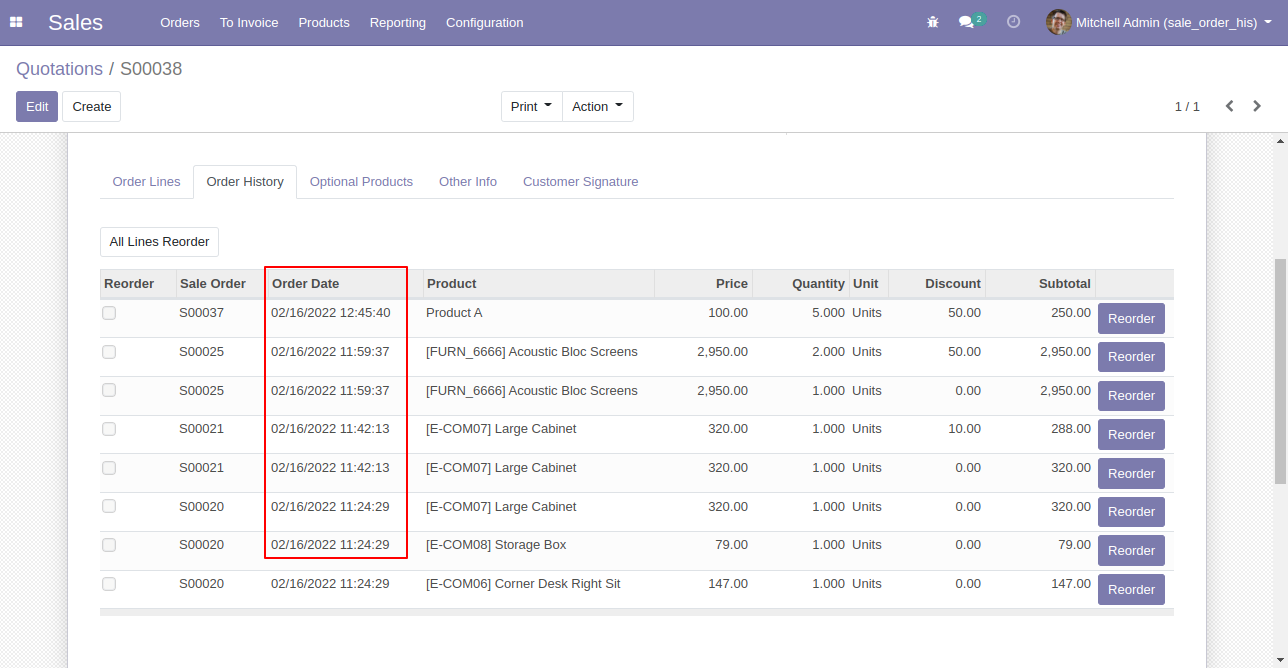 Sales Orders To Invoice Products Reporting Configuration 2 Mitchell Admin (sale_order_his)
Quotations / S00038
Edit Create Print Action 1 / 1
Order Lines Order History Optional Products Other Info Customer Signature
All Lines Reorder
Reorder Sale Order Order Date Product Price Quantity Unit Discount Subtotal
S00037 02/16/2022 12:45:40 Product A 100.00 5.000 Units 50.00 250.00 Reorder
S00025 02/16/2022 11:59:37 [FURN_6666] Acoustic Bloc Screens 2,950.00 2.000 Units 50.00 2,950.00 Reorder
S00025 02/16/2022 11:59:37 [FURN_6666] Acoustic Bloc Screens 2,950.00 1.000 Units 0.00 2,950.00 Reorder
S00021 02/16/2022 11:42:13 [E-COM07] Large Cabinet 320.00 1.000 Units 10.00 288.00 Reorder
S00021 02/16/2022 11:42:13 [E-COM07] Large Cabinet 320.00 1.000 Units 0.00 320.00 Reorder
S00020 02/16/2022 11:24:29 [E-COM07] Large Cabinet 320.00 1.000 Units 0.00 320.00 Reorder
S00020 02/16/2022 11:24:29 [E-COM08] Storage Box 79.00 1.000 Units 0.00 79.00 Reorder
S00020 02/16/2022 11:24:29 [E-COM06] Corner Desk Right Sit 147.00 1.000 Units 0.00 147.00 Reorder